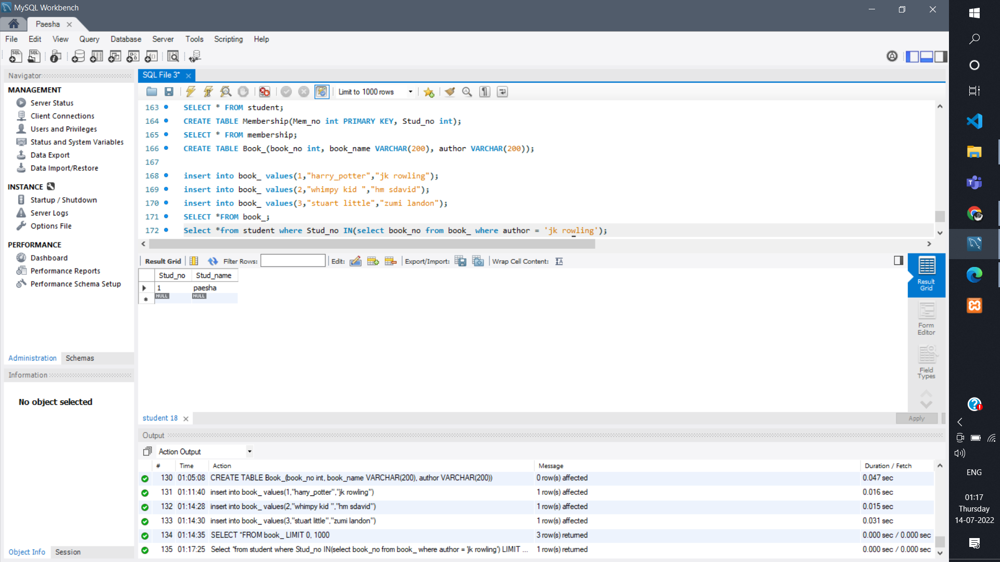 MySQL Workbench
Paesha
File Edit View Query Database Server Tools Scripting Help
Navigator
MANAGEMENT
Server Status
Client Connections
Users and Privileges
Status and System Variables
Data Export
Data Import/Restore
INSTANCE
Startup / Shutdown
Server Logs
Options File
PERFORMANCE
Dashboard
Performance Reports
Performance Schema Setup
Administration Schemas
Information
No object selected
Object Info Session
SQL File 3*
Limit to 1000 rows
163 SELECT * FROM student;
164 CREATE TABLE Membership(Mem_no int PRIMARY KEY, Stud_no int);
165 SELECT * FROM membership;
166 CREATE TABLE Book_(book_no int, book_name VARCHAR(200), author VARCHAR(200));
167
168 insert into book_ values(1,"harry_potter","jk rowling");
169 insert into book_ values(2,"whimpy kid ","hm sdavid");
170 insert into book_ values(3,"stuart little","zumi landon");
171 SELECT *FROM book_;
172 Select *from student where Stud_no IN(select book_no from book_ where author = 'jk rowling');
Result Grid Filter Rows: Edit: Export/Import: Wrap Cell Content:
Stud_no Stud_name
1 paesha
NULL NULL
Result Grid
Form Editor
Field Types
student 18
Apply
Output
Action Output
# Time Action Message Duration / Fetch
130 01:05:08 CREATE TABLE Book_(book_no int, book_name VARCHAR(200), author VARCHAR(200)) 0 row(s) affected 0.047 sec
131 01:11:40 insert into book_ values(1,"harry_potter","jk rowling") 1 row(s) affected 0.016 sec
132 01:14:28 insert into book_ values(2,"whimpy kid ","hm sdavid") 1 row(s) affected 0.015 sec
133 01:14:30 insert into book_ values(3,"stuart little","zumi landon") 1 row(s) affected 0.031 sec
134 01:14:35 SELECT *FROM book_ LIMIT 0, 1000 3 row(s) returned 0.000 sec / 0.000 sec
135 01:17:25 Select *from student where Stud_no IN(select book_no from book_ where author = 'jk rowling') LIMIT ... 1 row(s) returned 0.000 sec / 0.000 sec
ENG
01:17
Thursday
14-07-2022